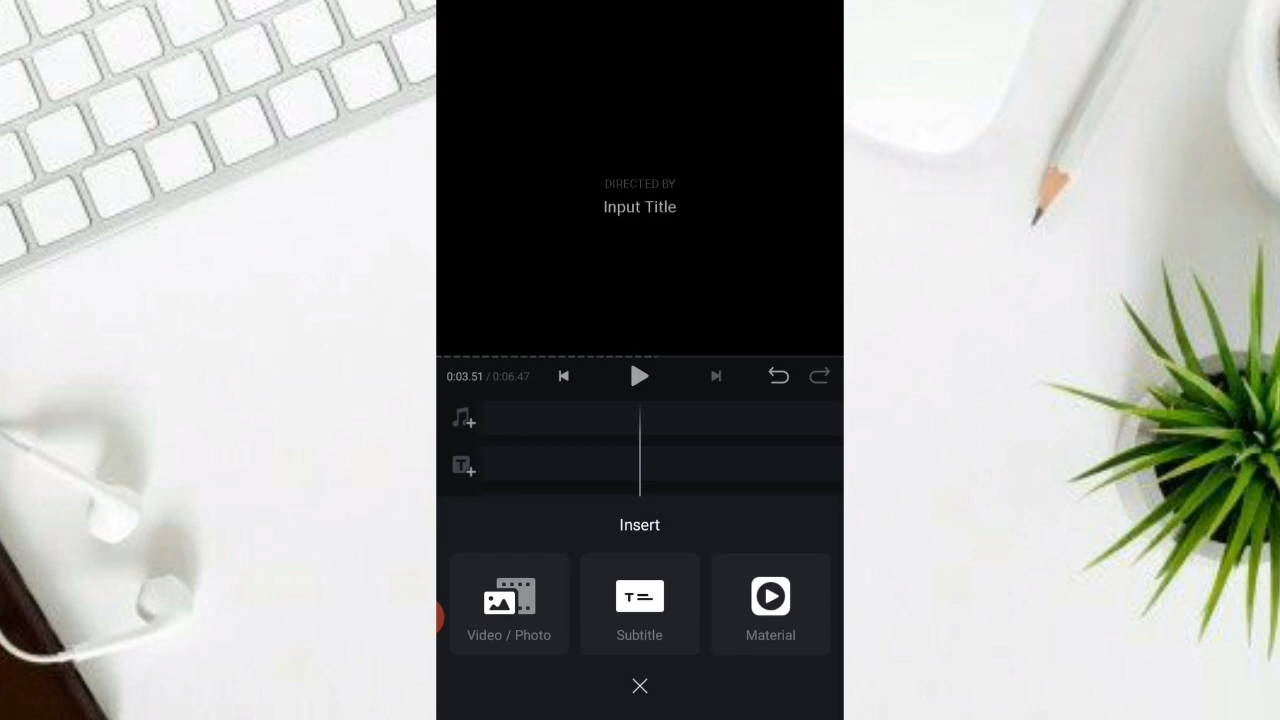 DIRECTED BY
Input Title
0:03.51 / 0:06.47
T
Insert
T
Video / Photo
Subtitle
Material